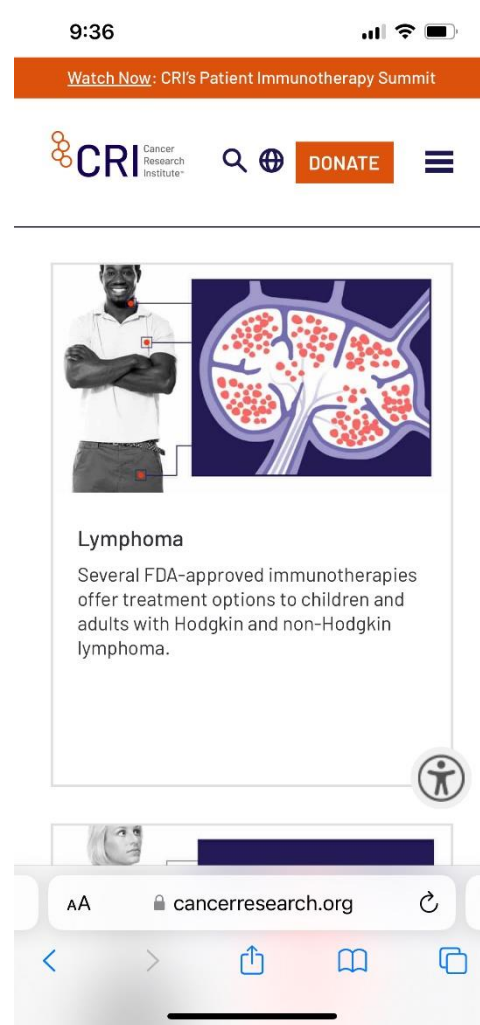 9:36
Watch Now: CRI's Patient Immunotherapy Summit
CRI Cancer
Research
Institute
DONATE
Lymphoma
Several FDA-approved immunotherapies
offer treatment options to children and
adults with Hodgkin and non-Hodgkin
lymphoma.
AA cancerresearch.org